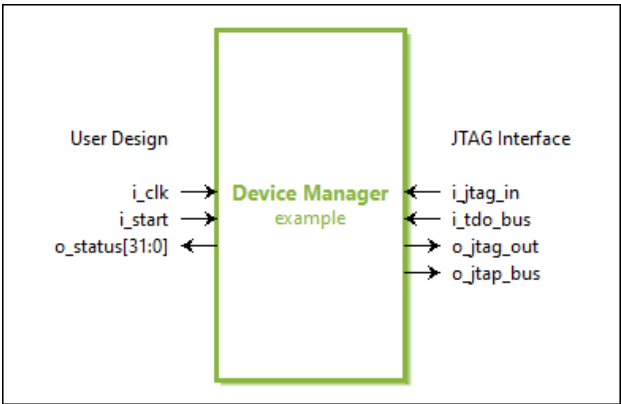 User Design
JTAG Interface
i_clk
Device Manager
i_jtag_in
i_start
example
i_tdo_bus
o_status[31:0]
o_jtag_out
o_jtap_bus